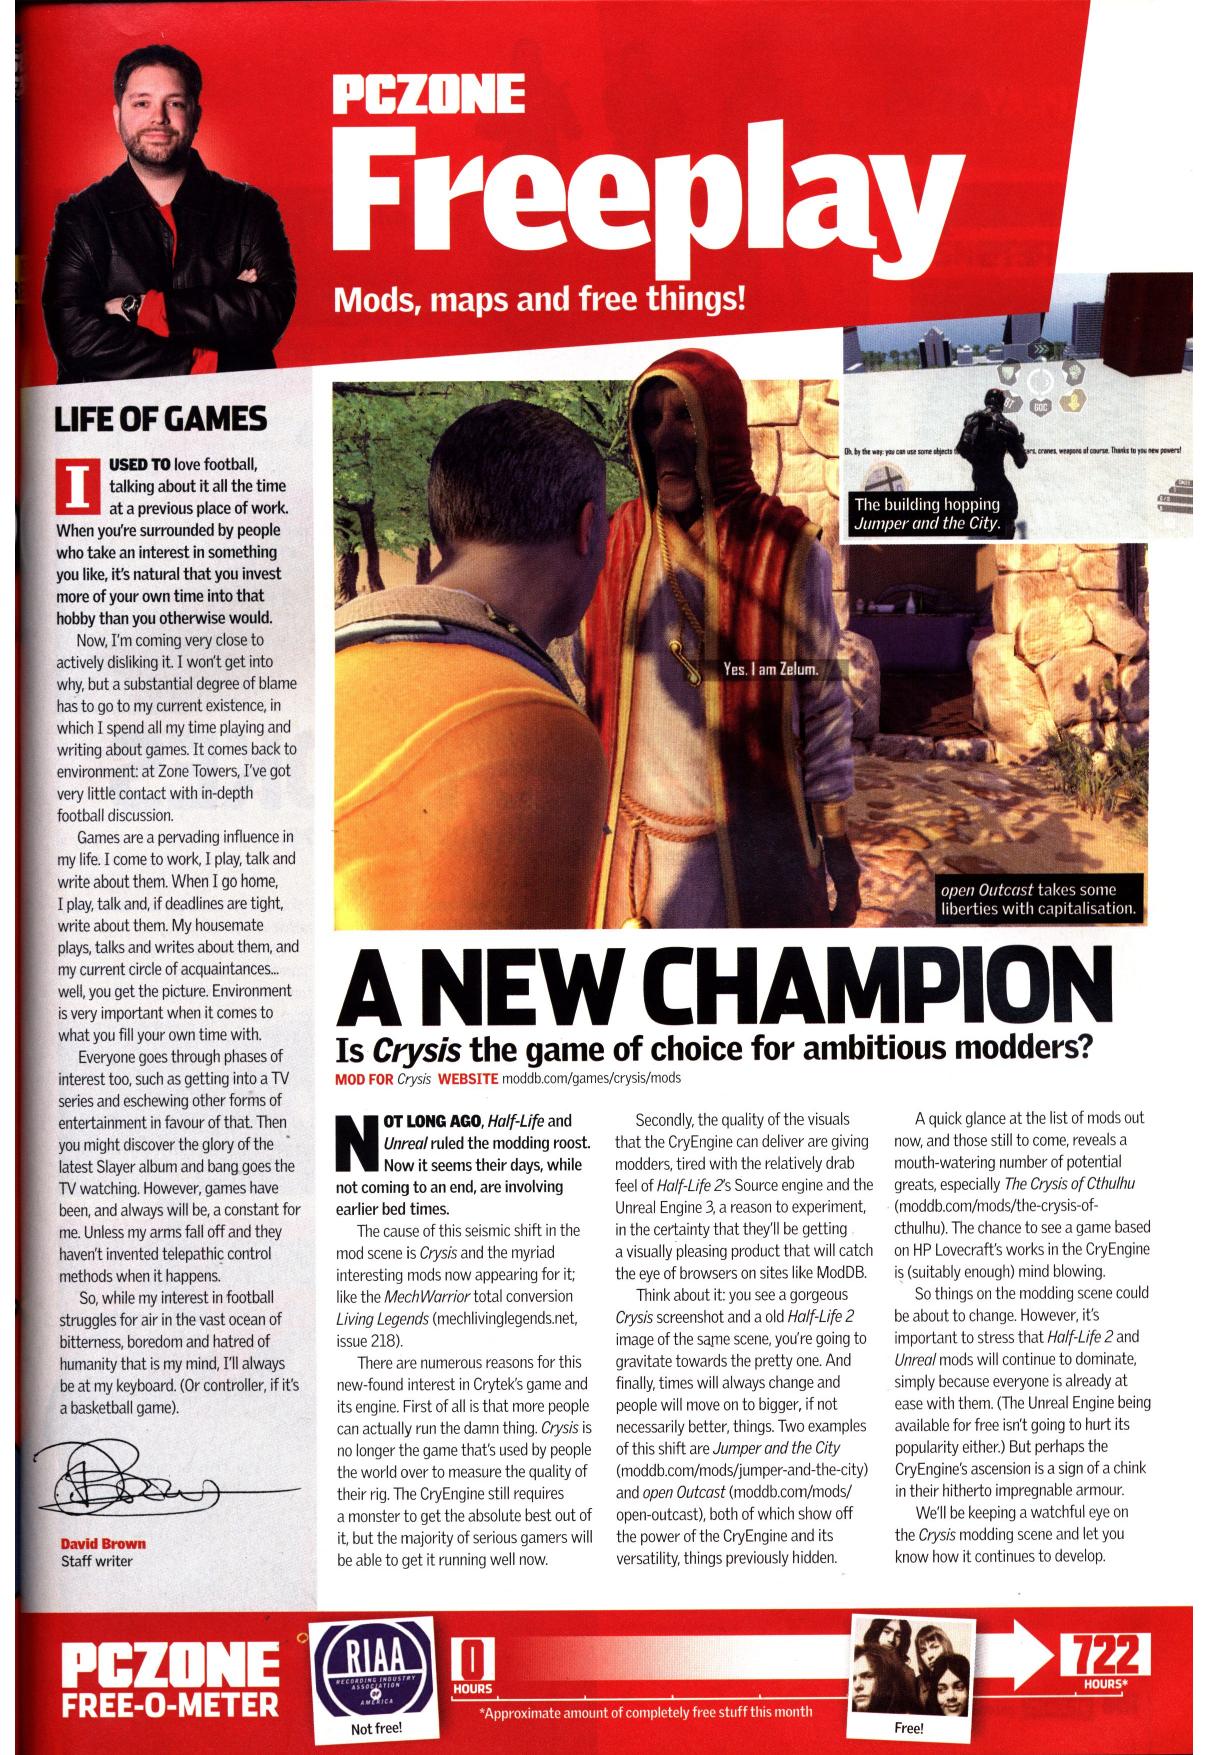 PCZONE
Freeplay
Mods, maps and free things!
LIFE OF GAMES
I USED TO love football,
talking about it all the time
at a previous place of work.
When you're surrounded by people
who take an interest in something
you like, it's natural that you invest
more of your own time into that
hobby than you otherwise would.
Now, I'm coming very close to
actively disliking it. I won't get into
why, but a substantial degree of blame
has to go to my current existence, in
which I spend all my time playing and
writing about games. It comes back to
environment: at Zone Towers, I've got
very little contact with in-depth
football discussion.
Games are a pervading influence in
my life. I come to work, I play, talk and
write about them. When I go home,
I play, talk and, if deadlines are tight,
write about them. My housemate
plays, talks and writes about them, and
my current circle of acquaintances...
well, you get the picture. Environment
is very important when it comes to
what you fill your own time with.
Everyone goes through phases of
interest too, such as getting into a TV
series and eschewing other forms of
entertainment in favour of that. Then
you might discover the glory of the
latest Slayer album and bang goes the
TV watching. However, games have
been, and always will be, a constant for
me. Unless my arms fall off and they
haven't invented telepathic control
methods when it happens.
So, while my interest in football
struggles for air in the vast ocean of
bitterness, boredom and hatred of
humanity that is my mind, I'll always
be at my keyboard. (Or controller, if it's
a basketball game).
David Brown
Staff writer
GOC
Oh, by the way: you can use some objects cars, cranes, weapons of course. Thanks to you new powers!
The building hopping
Jumper and the City.
Yes. I am Zelum.
open Outcast takes some
liberties with capitalisation.
A NEW CHAMPION
Is Crysis the game of choice for ambitious modders?
MOD FOR Crysis WEBSITE moddb.com/games/crysis/mods
NOT LONG AGO, Half-Life and
Unreal ruled the modding roost.
Now it seems their days, while
not coming to an end, are involving
earlier bed times.
The cause of this seismic shift in the
mod scene is Crysis and the myriad
interesting mods now appearing for it;
like the MechWarrior total conversion
Living Legends (mechlivinglegends.net,
issue 218).
There are numerous reasons for this
new-found interest in Crytek's game and
its engine. First of all is that more people
can actually run the damn thing. Crysis is
no longer the game that's used by people
the world over to measure the quality of
their rig. The CryEngine still requires
a monster to get the absolute best out of
it, but the majority of serious gamers will
be able to get it running well now.
Secondly, the quality of the visuals
that the CryEngine can deliver are giving
modders, tired with the relatively drab
feel of Half-Life 2's Source engine and the
Unreal Engine 3, a reason to experiment,
in the certainty that they'll be getting
a visually pleasing product that will catch
the eye of browsers on sites like ModDB.
Think about it: you see a gorgeous
Crysis screenshot and a old Half-Life 2
image of the same scene, you're going to
gravitate towards the pretty one. And
finally, times will always change and
people will move on to bigger, if not
necessarily better, things. Two examples
of this shift are Jumper and the City
(moddb.com/mods/jumper-and-the-city)
and open Outcast (moddb.com/mods/
open-outcast), both of which show off
the power of the CryEngine and its
versatility, things previously hidden.
A quick glance at the list of mods out
now, and those still to come, reveals a
mouth-watering number of potential
greats, especially The Crysis of Cthulhu
(moddb.com/mods/the-crysis-of-
cthulhu). The chance to see a game based
on HP Lovecraft's works in the CryEngine
is (suitably enough) mind blowing.
So things on the modding scene could
be about to change. However, it's
important to stress that Half-Life 2 and
Unreal mods will continue to dominate,
simply because everyone is already at
ease with them. (The Unreal Engine being
available for free isn't going to hurt its
popularity either.) But perhaps the
CryEngine's ascension is a sign of a chink
in their hitherto impregnable armour.
We'll be keeping a watchful eye on
the Crysis modding scene and let you
know how it continues to develop.
PCZONE
FREE-O-METER
RIAA
RECORDING INDUSTRY
ASSOCIATION
OF
AMERICA
Not free!
0
HOURS
*Approximate amount of completely free stuff this month
Free!
722
HOURS*